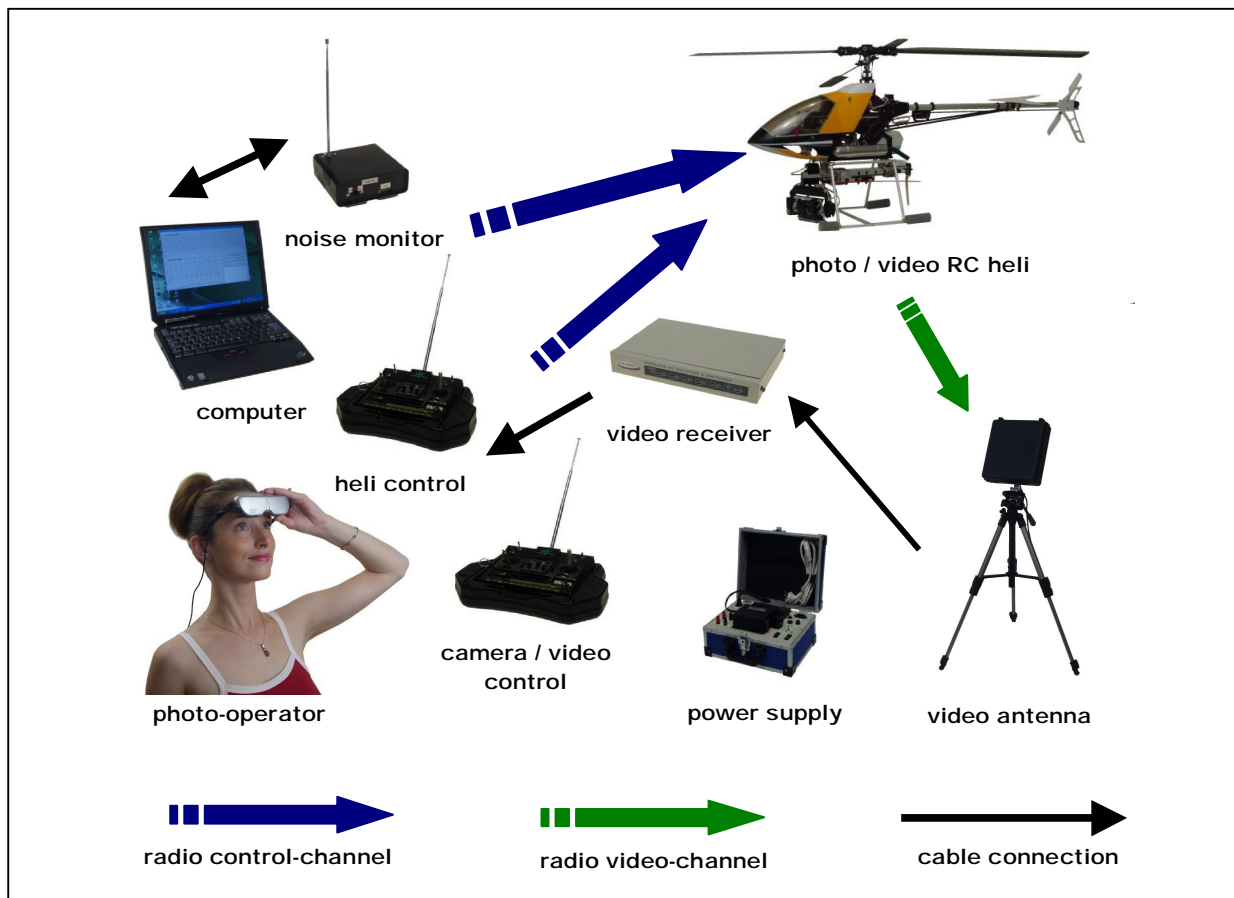 noise monitor
photo / video RC heli
computer
video receiver
heli control
camera / video
control
photo-operator
power supply
video antenna
radio control-channel
radio video-channel
cable connection